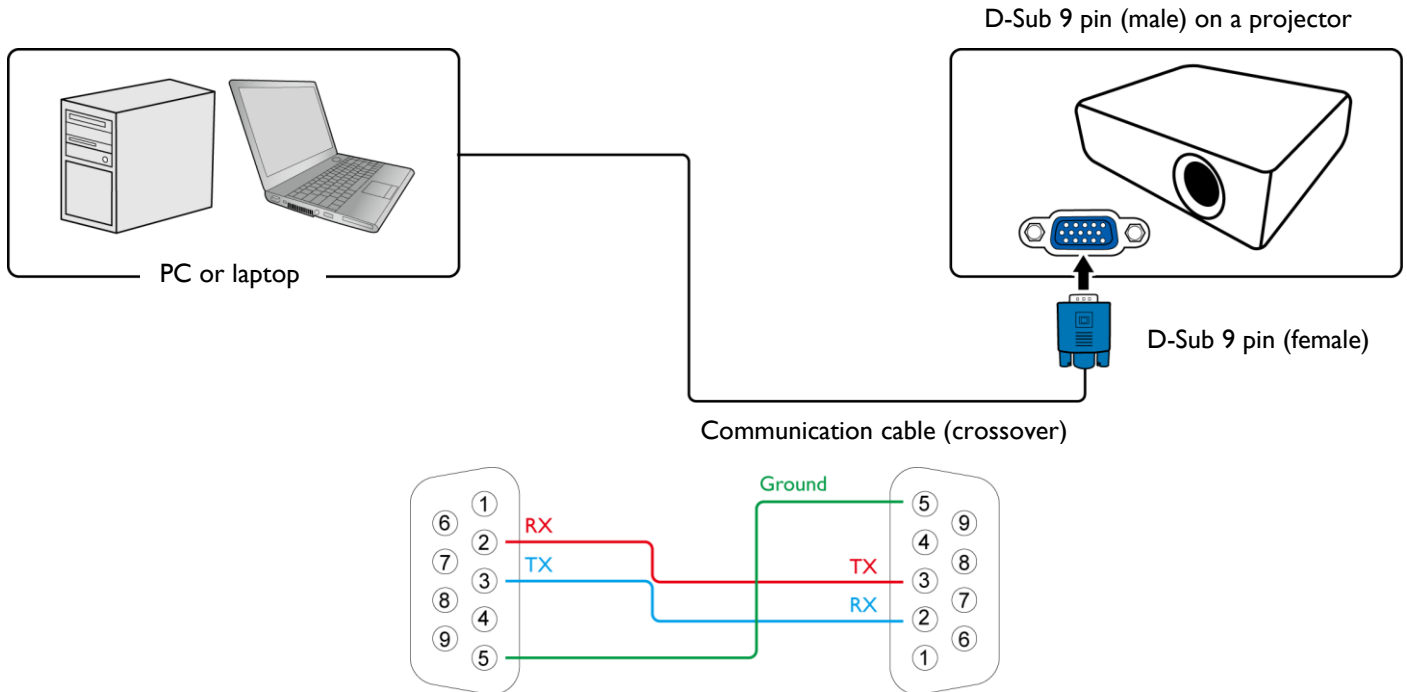 D-Sub 9 pin (male) on a projector
PC or laptop
D-Sub 9 pin (female)
Communication cable (crossover)
Ground
1
6
RX
2
7
TX
3
8
4
9
5
5
9
4
8
TX
3
7
RX
2
6
1